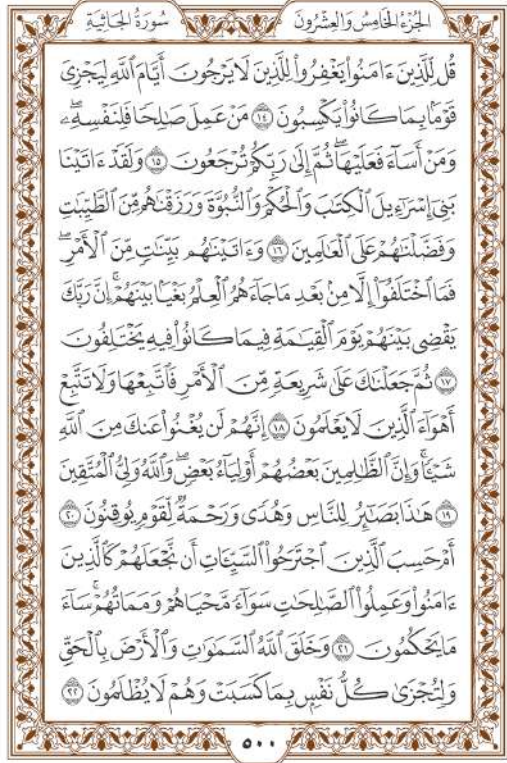 الجُزْءُ الخَامِسُ وَالعِشْرُونَ
سُورَةُ الجَاثِيَةِ
قُل لِّلَّذِينَ ءَامَنُوا۟ يَغْفِرُوا۟ لِلَّذِينَ لَا يَرْجُونَ أَيَّامَ ٱللَّهِ لِيَجْزِىَ
قَوْمًۢا بِمَا كَانُوا۟ يَكْسِبُونَ ١٤ مَنْ عَمِلَ صَٰلِحًا فَلِنَفْسِهِۦۖ
وَمَنْ أَسَآءَ فَعَلَيْهَاۖ ثُمَّ إِلَىٰ رَبِّكُمْ تُرْجَعُونَ ١٥ وَلَقَدْ ءَاتَيْنَا
بَنِىٓ إِسْرَٰٓءِيلَ ٱلْكِتَٰبَ وَٱلْحُكْمَ وَٱلنُّبُوَّةَ وَرَزَقْنَٰهُم مِّنَ ٱلطَّيِّبَٰتِ
وَفَضَّلْنَٰهُمْ عَلَى ٱلْعَٰلَمِينَ ١٦ وَءَاتَيْنَٰهُم بَيِّنَٰتٍ مِّنَ ٱلْأَمْرِۖ
فَمَا ٱخْتَلَفُوٓا۟ إِلَّا مِنۢ بَعْدِ مَا جَآءَهُمُ ٱلْعِلْمُ بَغْيًۢا بَيْنَهُمْۚ إِنَّ رَبَّكَ
يَقْضِى بَيْنَهُمْ يَوْمَ ٱلْقِيَٰمَةِ فِيمَا كَانُوا۟ فِيهِ يَخْتَلِفُونَ
١٧ ثُمَّ جَعَلْنَٰكَ عَلَىٰ شَرِيعَةٍ مِّنَ ٱلْأَمْرِ فَٱتَّبِعْهَا وَلَا تَتَّبِعْ
أَهْوَآءَ ٱلَّذِينَ لَا يَعْلَمُونَ ١٨ إِنَّهُمْ لَن يُغْنُوا۟ عَنكَ مِنَ ٱللَّهِ
شَيْـًٔاۚ وَإِنَّ ٱلظَّٰلِمِينَ بَعْضُهُمْ أَوْلِيَآءُ بَعْضٍۖ وَٱللَّهُ وَلِىُّ ٱلْمُتَّقِينَ
١٩ هَٰذَا بَصَٰٓئِرُ لِلنَّاسِ وَهُدًى وَرَحْمَةٌ لِّقَوْمٍ يُوقِنُونَ ٢٠
أَمْ حَسِبَ ٱلَّذِينَ ٱجْتَرَحُوا۟ ٱلسَّيِّـَٔاتِ أَن نَّجْعَلَهُمْ كَٱلَّذِينَ
ءَامَنُوا۟ وَعَمِلُوا۟ ٱلصَّٰلِحَٰتِ سَوَآءً مَّحْيَاهُمْ وَمَمَاتُهُمْۚ سَآءَ
مَا يَحْكُمُونَ ٢١ وَخَلَقَ ٱللَّهُ ٱلسَّمَٰوَٰتِ وَٱلْأَرْضَ بِٱلْحَقِّ
وَلِتُجْزَىٰ كُلُّ نَفْسٍۭ بِمَا كَسَبَتْ وَهُمْ لَا يُظْلَمُونَ ٢٢
٥٠٠